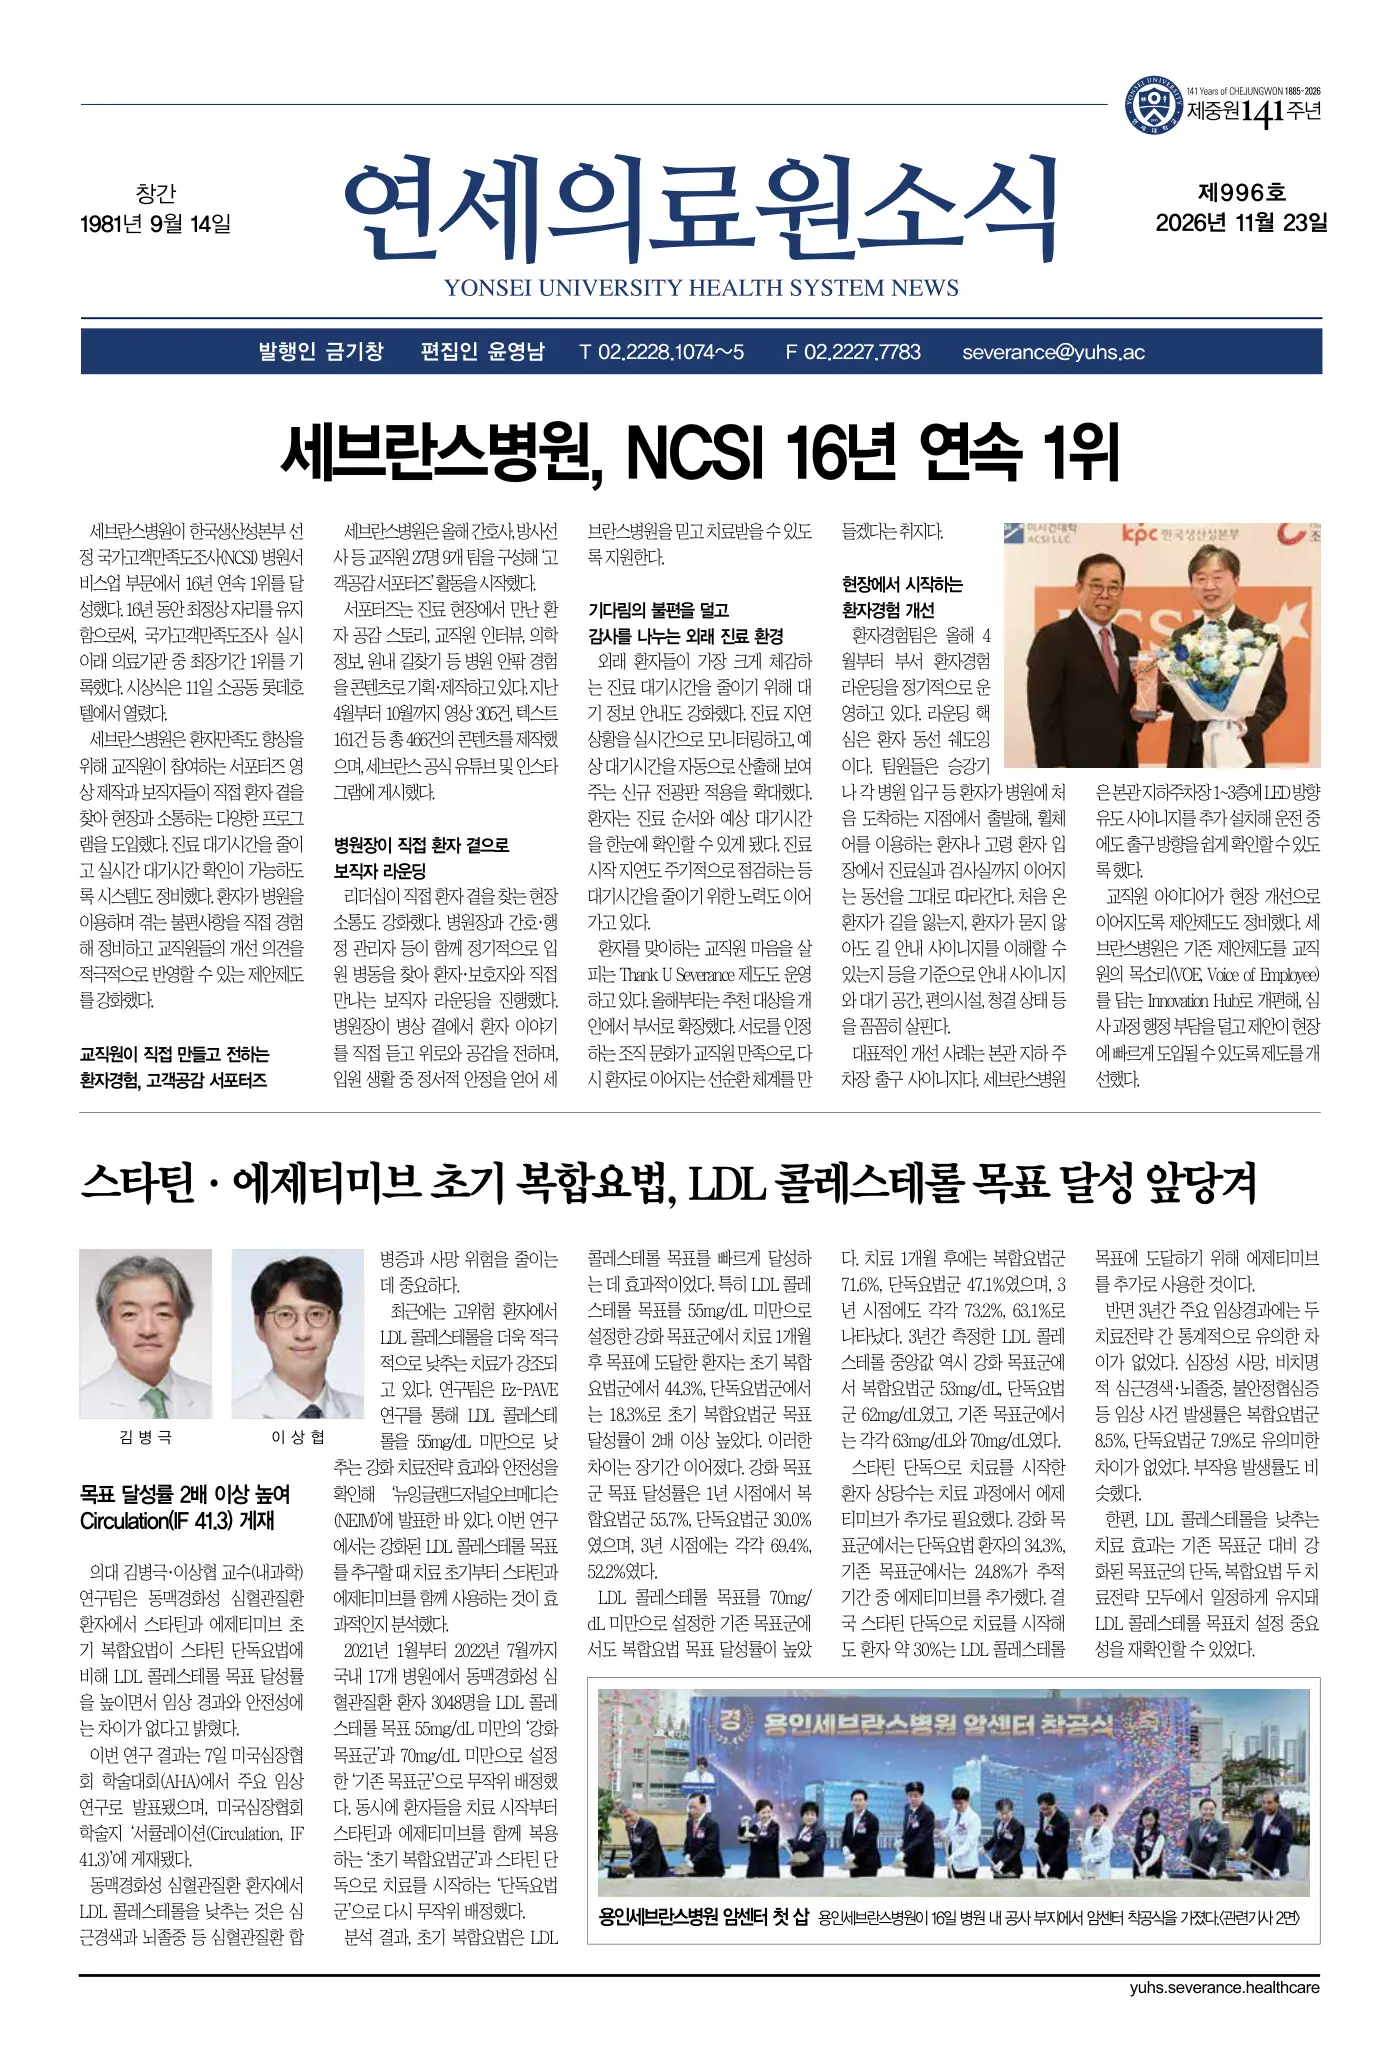 141 Years of CHEJUNGWON 1885-2026
제중원141주년
창간
1981년 9월 14일
연세의료원소식
YONSEI UNIVERSITY HEALTH SYSTEM NEWS
제996호
2026년 11월 23일
발행인 금기창 편집인 윤영남 T 02.2228.1074~5 F 02.2227.7783 severance@yuhs.ac
세브란스병원, NCSI 16년 연속 1위
세브란스병원이 한국생산성본부 선
정 국가고객만족도조사(NCSI) 병원서
비스업 부문에서 16년 연속 1위를 달
성했다. 16년 동안 최정상 자리를 유지
함으로써, 국가고객만족도조사 실시
이래 의료기관 중 최장기간 1위를 기
록했다. 시상식은 11일 소공동 롯데호
텔에서 열렸다.
세브란스병원은 환자만족도 향상을
위해 교직원이 참여하는 서포터즈 영
상 제작과 보직자들이 직접 환자 곁을
찾아 현장과 소통하는 다양한 프로그
램을 도입했다. 진료 대기시간을 줄이
고 실시간 대기시간 확인이 가능하도
록 시스템도 정비했다. 환자가 병원을
이용하며 겪는 불편사항을 직접 경험
해 정비하고 교직원들의 개선 의견을
적극적으로 반영할 수 있는 제안제도
를 강화했다.
교직원이 직접 만들고 전하는
환자경험, 고객공감 서포터즈
세브란스병원은 올해 간호사, 방사선
사 등 교직원 27명 9개 팀을 구성해 ‘고
객공감 서포터즈’ 활동을 시작했다.
서포터즈는 진료 현장에서 만난 환
자 공감 스토리, 교직원 인터뷰, 의학
정보, 원내 길찾기 등 병원 안팎 경험
을 콘텐츠로 기획·제작하고 있다. 지난
4월부터 10월까지 영상 305건, 텍스트
161건 등 총 466건의 콘텐츠를 제작했
으며, 세브란스 공식 유튜브 및 인스타
그램에 게시했다.
병원장이 직접 환자 곁으로
보직자 라운딩
리더십이 직접 환자 곁을 찾는 현장
소통도 강화했다. 병원장과 간호·행
정 관리자 등이 함께 정기적으로 입
원 병동을 찾아 환자·보호자와 직접
만나는 보직자 라운딩을 진행했다.
병원장이 병상 곁에서 환자 이야기
를 직접 듣고 위로와 공감을 전하며,
입원 생활 중 정서적 안정을 얻어 세
브란스병원을 믿고 치료받을 수 있도
록 지원한다.
기다림의 불편을 덜고
감사를 나누는 외래 진료 환경
외래 환자들이 가장 크게 체감하
는 진료 대기시간을 줄이기 위해 대
기 정보 안내도 강화했다. 진료 지연
상황을 실시간으로 모니터링하고, 예
상 대기시간을 자동으로 산출해 보여
주는 신규 전광판 적용을 확대했다.
환자는 진료 순서와 예상 대기시간
을 한눈에 확인할 수 있게 됐다. 진료
시작 지연도 주기적으로 점검하는 등
대기시간을 줄이기 위한 노력도 이어
가고 있다.
환자를 맞이하는 교직원 마음을 살
피는 Thank U Severance 제도도 운영
하고 있다. 올해부터는 추천 대상을 개
인에서 부서로 확장했다. 서로를 인정
하는 조직 문화가 교직원 만족으로, 다
시 환자로 이어지는 선순환 체계를 만
들겠다는 취지다.
현장에서 시작하는
환자경험 개선
환자경험팀은 올해 4
월부터 부서 환자경험
라운딩을 정기적으로 운
영하고 있다. 라운딩 핵
심은 환자 동선 쉐도잉
이다. 팀원들은 승강기
나 각 병원 입구 등 환자가 병원에 처
음 도착하는 지점에서 출발해, 휠체
어를 이용하는 환자나 고령 환자 입
장에서 진료실과 검사실까지 이어지
는 동선을 그대로 따라간다. 처음 온
환자가 길을 잃는지, 환자가 묻지 않
아도 길 안내 사이니지를 이해할 수
있는지 등을 기준으로 안내 사이니지
와 대기 공간, 편의시설, 청결 상태 등
을 꼼꼼히 살핀다.
대표적인 개선 사례는 본관 지하 주
차장 출구 사이니지다. 세브란스병원
미시건대학
ACSI LLC
kpc 한국생산성본부
은 본관 지하주차장 1~3층에 LED 방향
유도 사이니지를 추가 설치해 운전 중
에도 출구 방향을 쉽게 확인할 수 있도
록 했다.
교직원 아이디어가 현장 개선으로
이어지도록 제안제도도 정비했다. 세
브란스병원은 기존 제안제도를 교직
원의 목소리(VOE, Voice of Employee)
를 담는 Innovation Hub로 개편해, 심
사 과정 행정 부담을 덜고 제안이 현장
에 빠르게 도입될 수 있도록 제도를 개
선했다.
스타틴·에제티미브 초기 복합요법, LDL 콜레스테롤 목표 달성 앞당겨
김병극
이상협
목표 달성률 2배 이상 높여
Circulation(IF 41.3) 게재
의대 김병극·이상협 교수(내과학)
연구팀은 동맥경화성 심혈관질환
환자에서 스타틴과 에제티미브 초
기 복합요법이 스타틴 단독요법에
비해 LDL 콜레스테롤 목표 달성률
을 높이면서 임상 경과와 안전성에
는 차이가 없다고 밝혔다.
이번 연구 결과는 7일 미국심장협
회 학술대회(AHA)에서 주요 임상
연구로 발표됐으며, 미국심장협회
학술지 ‘서큘레이션(Circulation, IF
41.3)’에 게재됐다.
동맥경화성 심혈관질환 환자에서
LDL 콜레스테롤을 낮추는 것은 심
근경색과 뇌졸중 등 심혈관질환 합
병증과 사망 위험을 줄이는
데 중요하다.
최근에는 고위험 환자에서
LDL 콜레스테롤을 더욱 적극
적으로 낮추는 치료가 강조되
고 있다. 연구팀은 Ez-PAVE
연구를 통해 LDL 콜레스테
롤을 55mg/dL 미만으로 낮
추는 강화 치료전략 효과와 안전성을
확인해 ‘뉴잉글랜드저널오브메디슨
(NEJM)’에 발표한 바 있다. 이번 연구
에서는 강화된 LDL 콜레스테롤 목표
를 추구할 때 치료 초기부터 스타틴과
에제티미브를 함께 사용하는 것이 효
과적인지 분석했다.
2021년 1월부터 2022년 7월까지
국내 17개 병원에서 동맥경화성 심
혈관질환 환자 3048명을 LDL 콜레
스테롤 목표 55mg/dL 미만의 ‘강화
목표군’과 70mg/dL 미만으로 설정
한 ‘기존 목표군’으로 무작위 배정했
다. 동시에 환자들을 치료 시작부터
스타틴과 에제티미브를 함께 복용
하는 ‘초기 복합요법군’과 스타틴 단
독으로 치료를 시작하는 ‘단독요법
군’으로 다시 무작위 배정했다.
분석 결과, 초기 복합요법은 LDL
콜레스테롤 목표를 빠르게 달성하
는 데 효과적이었다. 특히 LDL 콜레
스테롤 목표를 55mg/dL 미만으로
설정한 강화 목표군에서 치료 1개월
후 목표에 도달한 환자는 초기 복합
요법군에서 44.3%, 단독요법군에서
는 18.3%로 초기 복합요법군 목표
달성률이 2배 이상 높았다. 이러한
차이는 장기간 이어졌다. 강화 목표
군 목표 달성률은 1년 시점에서 복
합요법군 55.7%, 단독요법군 30.0%
였으며, 3년 시점에는 각각 69.4%,
52.2%였다.
LDL 콜레스테롤 목표를 70mg/
dL 미만으로 설정한 기존 목표군에
서도 복합요법 목표 달성률이 높았
다. 치료 1개월 후에는 복합요법군
71.6%, 단독요법군 47.1%였으며, 3
년 시점에도 각각 73.2%, 63.1%로
나타났다. 3년간 측정한 LDL 콜레
스테롤 중앙값 역시 강화 목표군에
서 복합요법군 53mg/dL, 단독요법
군 62mg/dL였고, 기존 목표군에서
는 각각 63mg/dL와 70mg/dL였다.
스타틴 단독으로 치료를 시작한
환자 상당수는 치료 과정에서 에제
티미브가 추가로 필요했다. 강화 목
표군에서는 단독요법 환자의 34.3%,
기존 목표군에서는 24.8%가 추적
기간 중 에제티미브를 추가했다. 결
국 스타틴 단독으로 치료를 시작해
도 환자 약 30%는 LDL 콜레스테롤
목표에 도달하기 위해 에제티미브
를 추가로 사용한 것이다.
반면 3년간 주요 임상경과에는 두
치료전략 간 통계적으로 유의한 차
이가 없었다. 심장성 사망, 비치명
적 심근경색·뇌졸중, 불안정협심증
등 임상 사건 발생률은 복합요법군
8.5%, 단독요법군 7.9%로 유의미한
차이가 없었다. 부작용 발생률도 비
슷했다.
한편, LDL 콜레스테롤을 낮추는
치료 효과는 기존 목표군 대비 강
화된 목표군의 단독, 복합요법 두 치
료전략 모두에서 일정하게 유지돼
LDL 콜레스테롤 목표치 설정 중요
성을 재확인할 수 있었다.
경
용인세브란스병원 암센터 착공식
축
용인세브란스병원 암센터 첫 삽 용인세브란스병원이 16일 병원 내 공사 부지에서 암센터 착공식을 가졌다.<관련기사 2면>
yuhs.severance.healthcare